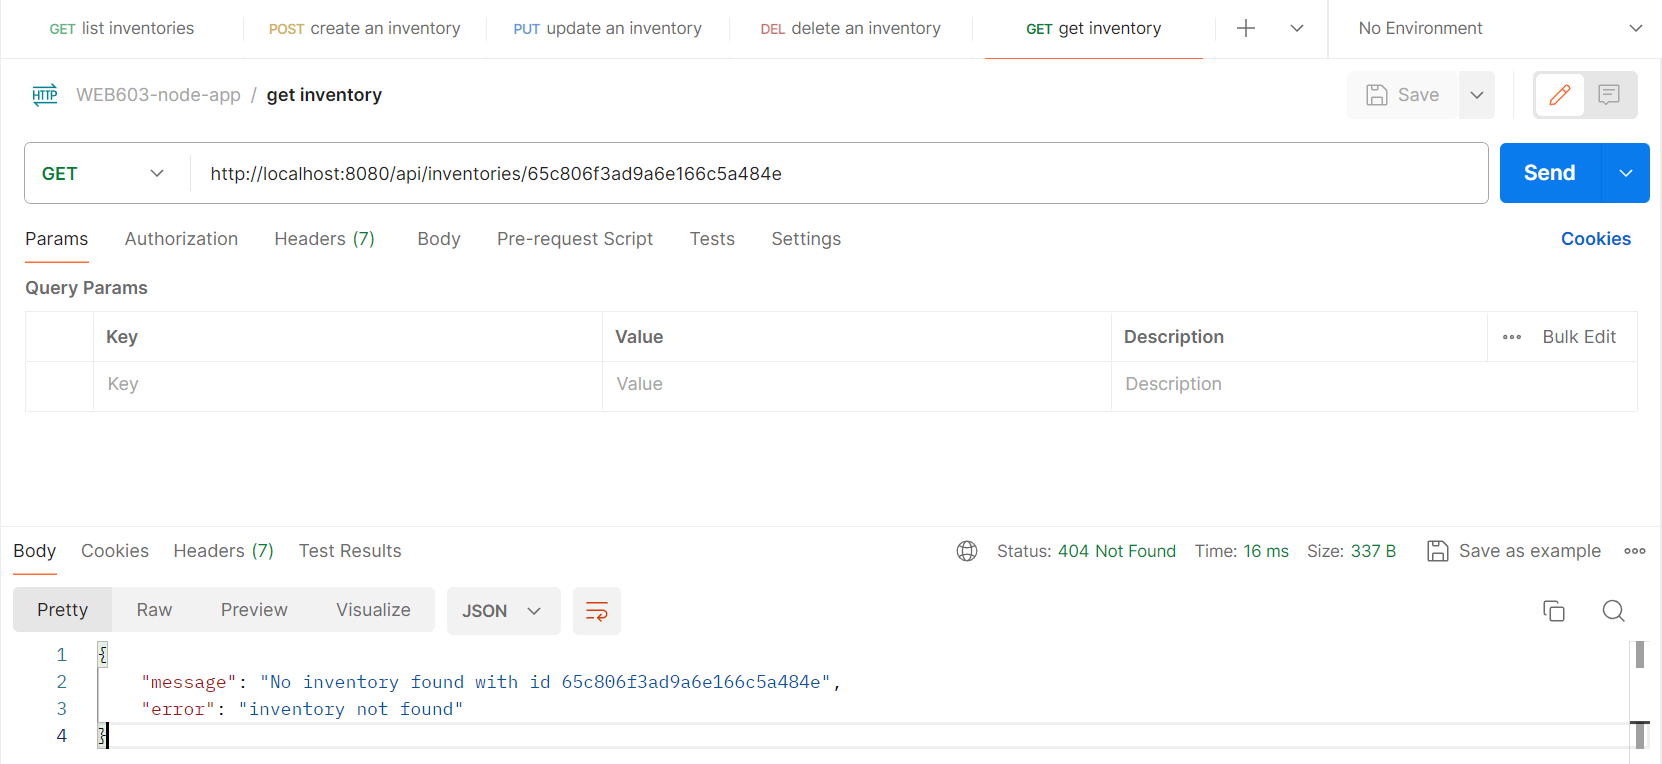 GET list inventories POST create an inventory PUT update an inventory DEL delete an inventory GET get inventory No Environment
HTTP WEB603-node-app / get inventory Save
GET http://localhost:8080/api/inventories/65c806f3ad9a6e166c5a484e Send
Params Authorization Headers (7) Body Pre-request Script Tests Settings Cookies
Query Params
Key Value Description Bulk Edit
Key Value Description
Body Cookies Headers (7) Test Results Status: 404 Not Found Time: 16 ms Size: 337 B Save as example
Pretty Raw Preview Visualize JSON
1 {
2 "message": "No inventory found with id 65c806f3ad9a6e166c5a484e",
3 "error": "inventory not found"
4 }